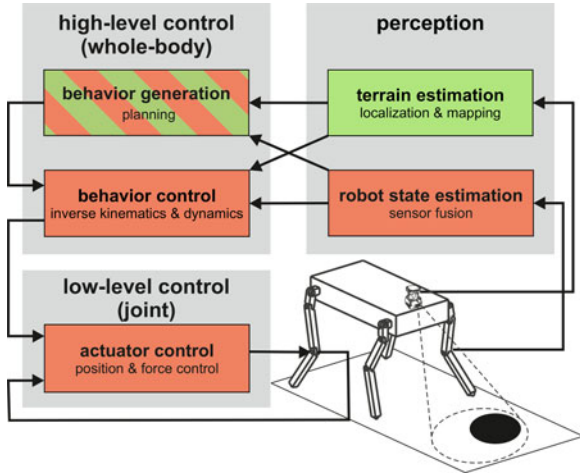 high-level control
(whole-body)
behavior generation
planning
behavior control
inverse kinematics & dynamics
perception
terrain estimation
localization & mapping
robot state estimation
sensor fusion
low-level control
(joint)
actuator control
position & force control